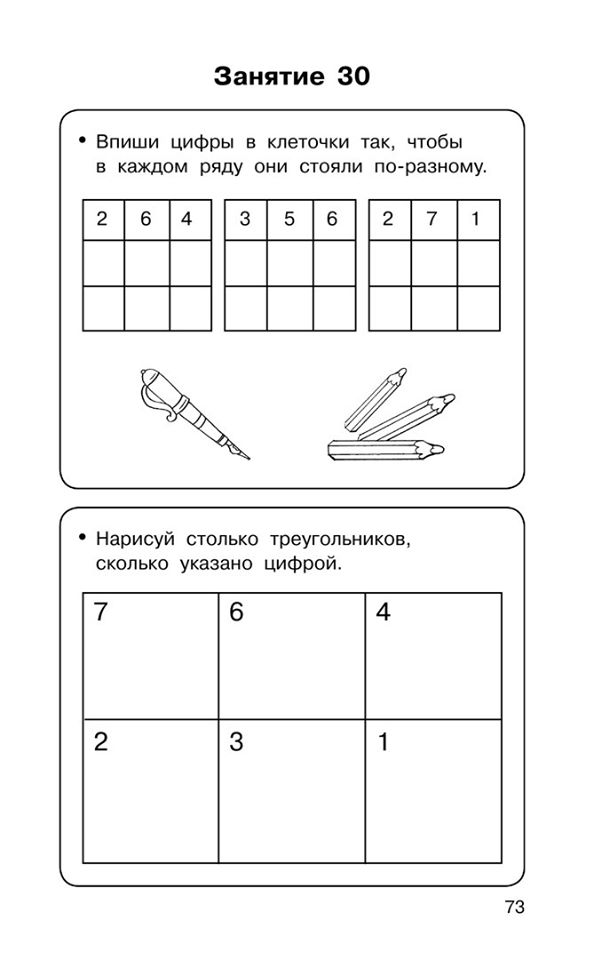 Занятие 30
• Впиши цифры в клеточки так, чтобы
в каждом ряду они стояли по-разному.
2 6 4 3 5 6 2 7 1
• Нарисуй столько треугольников,
сколько указано цифрой.
7 6 4
2 3 1
73